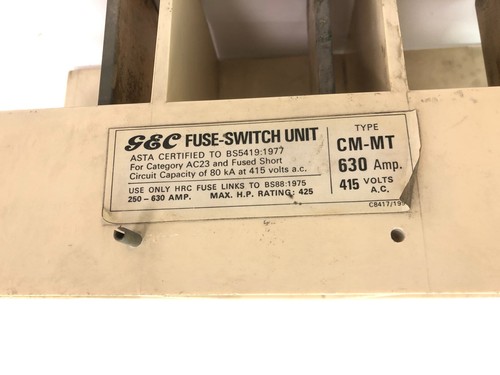 GEC FUSE-SWITCH UNIT
ASTA CERTIFIED TO BS5419:1977
For Category AC23 and Fused Short
Circuit Capacity of 80 kA at 415 volts a.c.
USE ONLY HRC FUSE LINKS TO BS88:1975
250-630 AMP. MAX. H.P. RATING: 425
TYPE
CM-MT
630 Amp.
415 VOLTS
A.C.